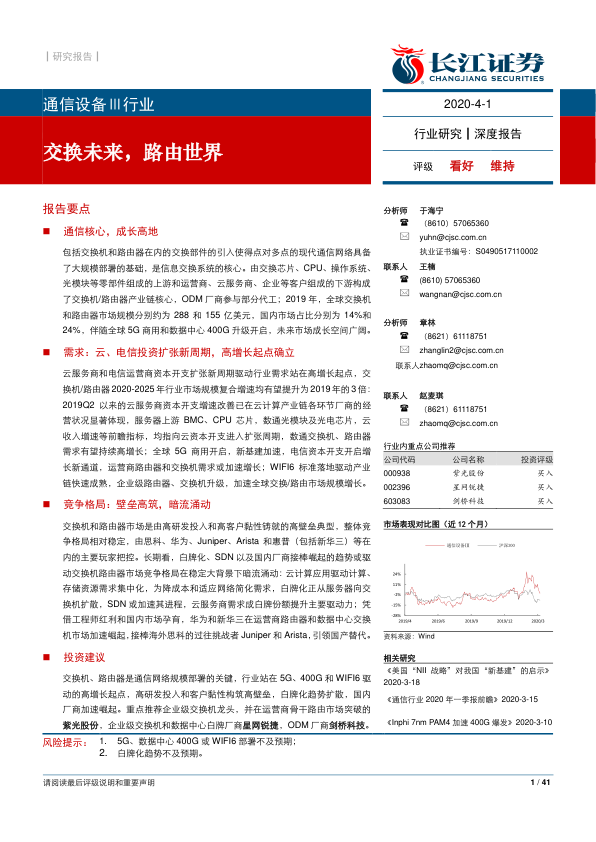 ｜研究报告｜
长江证券
CHANGJIANG SECURITIES
通信设备Ⅲ行业
2020-4-1
行业研究┃深度报告
交换未来，路由世界
评级 看好 维持
报告要点
■ 通信核心，成长高地
包括交换机和路由器在内的交换部件的引入使得点对多点的现代通信网络具备
了大规模部署的基础，是信息交换系统的核心。由交换芯片、CPU、操作系统、
光模块等零部件组成的上游和运营商、云服务商、企业等客户组成的下游构成
了交换机/路由器产业链核心，ODM 厂商参与部分代工；2019 年，全球交换机
和路由器市场规模分别约为 288 和 155 亿美元，国内市场占比分别为 14%和
24%，伴随全球 5G 商用和数据中心 400G 升级开启，未来市场成长空间广阔。
■ 需求：云、电信投资扩张新周期，高增长起点确立
云服务商和电信运营商资本开支扩张新周期驱动行业需求站在高增长起点，交
换机/路由器 2020-2025 年行业市场规模复合增速均有望提升为 2019 年的 3 倍：
2019Q2 以来的云服务商资本开支增速改善已在云计算产业链各环节厂商的经
营状况显著体现，服务器上游 BMC、CPU 芯片，数通光模块及光电芯片，云
收入增速等前瞻指标，均指向云资本开支进入扩张周期，数通交换机、路由器
需求有望持续高增长；全球 5G 商用开启，新基建加速，电信资本开支开启增
长新通道，运营商路由器和交换机需求或加速增长；WIFI6 标准落地驱动产业
链快速成熟，企业级路由器、交换机升级，加速全球交换/路由市场规模增长。
■ 竞争格局：壁垒高筑，暗流涌动
交换机和路由器市场是由高研发投入和高客户黏性铸就的高壁垒典型，整体竞
争格局相对稳定，由思科、华为、Juniper、Arista 和惠普（包括新华三）等在
内的主要玩家把控。长期看，白牌化、SDN 以及国内厂商接棒崛起的趋势或驱
动交换机路由器市场竞争格局在稳定大背景下暗流涌动：云计算应用驱动计算、
存储资源需求集中化，为降成本和适应网络简化需求，白牌化正从服务器向交
换机扩散，SDN 或加速其进程，云服务商需求成白牌份额提升主要驱动力；凭
借工程师红利和国内市场孕育，华为和新华三在运营商路由器和数据中心交换
机市场加速崛起，接棒海外思科的过往挑战者 Juniper 和 Arista，引领国产替代。
■ 投资建议
交换机、路由器是通信网络规模部署的关键，行业站在 5G、400G 和 WIFI6 驱
动的高增长起点，高研发投入和客户黏性构筑高壁垒，白牌化趋势扩散，国内
厂商加速崛起。重点推荐企业级交换机龙头，并在运营商骨干路由市场突破的
紫光股份，企业级交换机和数据中心白牌厂商星网锐捷，ODM 厂商剑桥科技。
风险提示： 1. 5G、数据中心 400G 或 WIFI6 部署不及预期；
2. 白牌化趋势不及预期。
分析师 于海宁
（8610）57065360
yuhn@cjsc.com.cn
执业证书编号：S0490517110002
联系人 王楠
(8610) 57065360
wangnan@cjsc.com.cn
分析师 章林
（8621）61118751
zhanglin2@cjsc.com.cn
联系人zhaomq@cjsc.com.cn
联系人 赵麦琪
（8621）61118751
zhaomq@cjsc.com.cn
行业内重点公司推荐
公司代码 公司名称 投资评级
000938 紫光股份 买入
002396 星网锐捷 买入
603083 剑桥科技 买入
市场表现对比图（近 12 个月）
通信设备Ⅲ 沪深300
24%
11%
-2%
-15%
-28%
2019/4 2019/6 2019/9 2019/12 2020/3
资料来源：Wind
相关研究
《美国“NII 战略”对我国“新基建”的启示》
2020-3-18
《通信行业 2020 年一季报前瞻》2020-3-15
《Inphi 7nm PAM4 加速 400G 爆发》2020-3-10
请阅读最后评级说明和重要声明
1 / 41